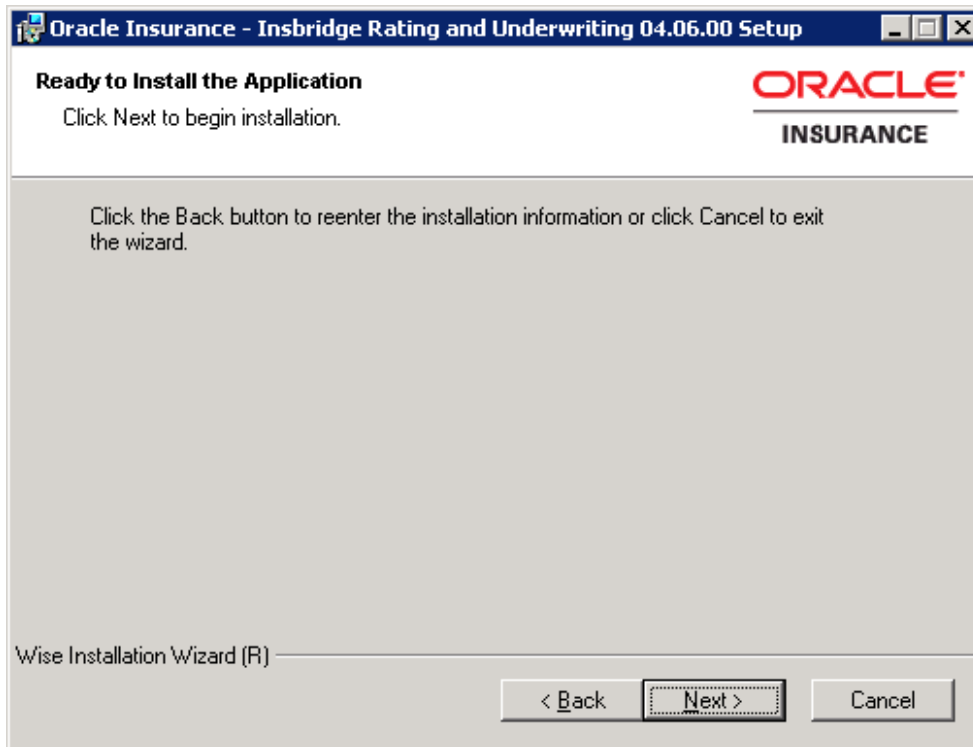 Oracle Insurance - Insbridge Rating and Underwriting 04.06.00 Setup
Ready to Install the Application
Click Next to begin installation.
ORACLE
INSURANCE
Click the Back button to reenter the installation information or click Cancel to exit
the wizard.
Wise Installation Wizard (R)
< Back Next > Cancel